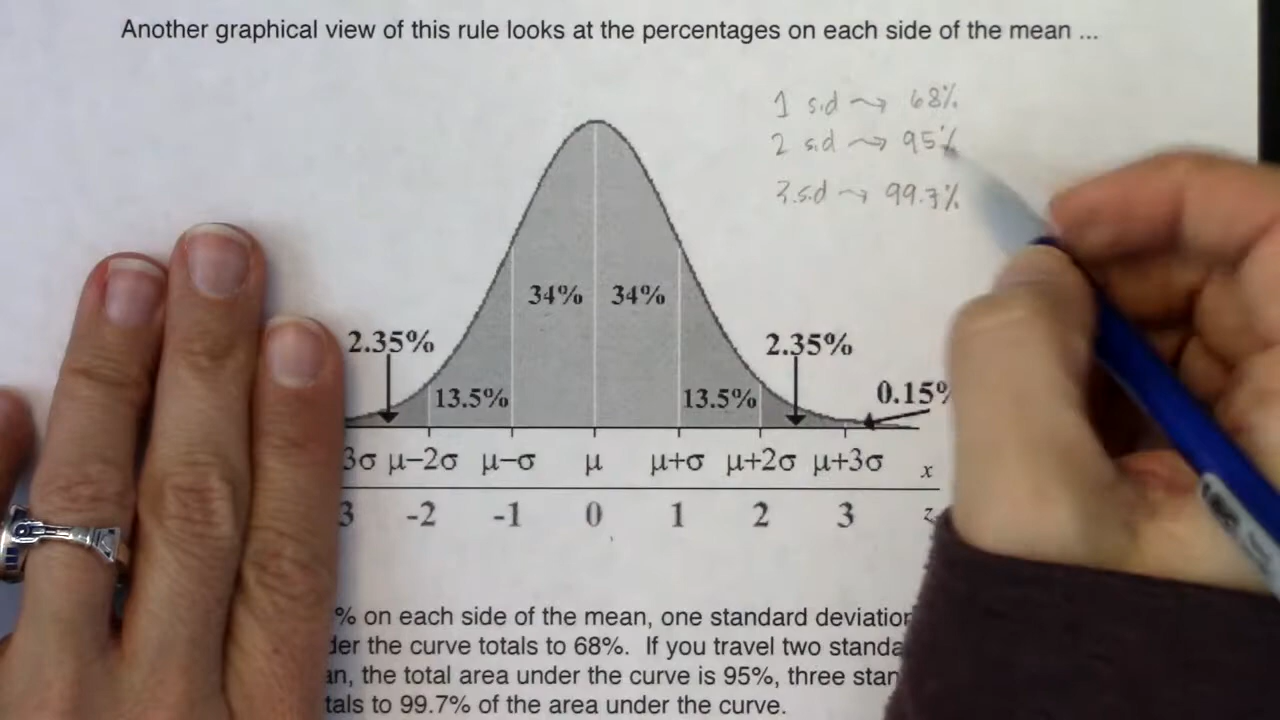 Another graphical view of this rule looks at the percentages on each side of the mean ...
1 s.d → 68%
2 s.d → 95%
3.s.d → 99.7%
34% 34%
2.35% 2.35%
13.5% 13.5% 0.15%
3σ μ−2σ μ−σ μ μ+σ μ+2σ μ+3σ x
3 -2 -1 0 1 2 3 z
% on each side of the mean, one standard deviation
der the curve totals to 68%. If you travel two standa
an, the total area under the curve is 95%, three stan
tals to 99.7% of the area under the curve.